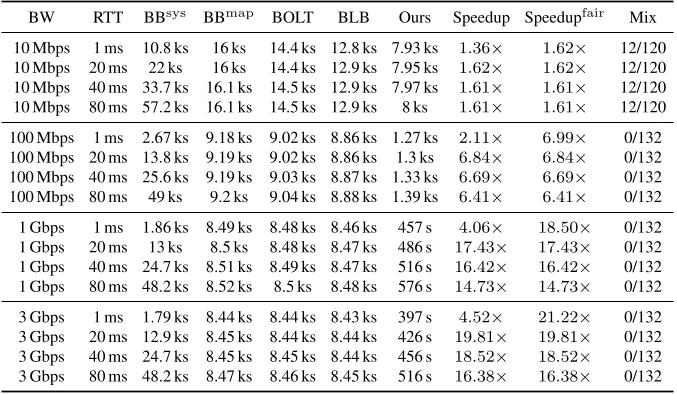 BW RTT BBsys BBmap BOLT BLB Ours Speedup Speedupfair Mix
10 Mbps 1 ms 10.8 ks 16 ks 14.4 ks 12.8 ks 7.93 ks 1.36× 1.62× 12/120
10 Mbps 20 ms 22 ks 16 ks 14.4 ks 12.9 ks 7.95 ks 1.62× 1.62× 12/120
10 Mbps 40 ms 33.7 ks 16.1 ks 14.5 ks 12.9 ks 7.97 ks 1.61× 1.61× 12/120
10 Mbps 80 ms 57.2 ks 16.1 ks 14.5 ks 12.9 ks 8 ks 1.61× 1.61× 12/120
100 Mbps 1 ms 2.67 ks 9.18 ks 9.02 ks 8.86 ks 1.27 ks 2.11× 6.99× 0/132
100 Mbps 20 ms 13.8 ks 9.19 ks 9.02 ks 8.86 ks 1.3 ks 6.84× 6.84× 0/132
100 Mbps 40 ms 25.6 ks 9.19 ks 9.03 ks 8.87 ks 1.33 ks 6.69× 6.69× 0/132
100 Mbps 80 ms 49 ks 9.2 ks 9.04 ks 8.88 ks 1.39 ks 6.41× 6.41× 0/132
1 Gbps 1 ms 1.86 ks 8.49 ks 8.48 ks 8.46 ks 457 s 4.06× 18.50× 0/132
1 Gbps 20 ms 13 ks 8.5 ks 8.48 ks 8.47 ks 486 s 17.43× 17.43× 0/132
1 Gbps 40 ms 24.7 ks 8.51 ks 8.49 ks 8.47 ks 516 s 16.42× 16.42× 0/132
1 Gbps 80 ms 48.2 ks 8.52 ks 8.5 ks 8.48 ks 576 s 14.73× 14.73× 0/132
3 Gbps 1 ms 1.79 ks 8.44 ks 8.44 ks 8.43 ks 397 s 4.52× 21.22× 0/132
3 Gbps 20 ms 12.9 ks 8.45 ks 8.44 ks 8.44 ks 426 s 19.81× 19.81× 0/132
3 Gbps 40 ms 24.7 ks 8.45 ks 8.45 ks 8.44 ks 456 s 18.52× 18.52× 0/132
3 Gbps 80 ms 48.2 ks 8.47 ks 8.46 ks 8.45 ks 516 s 16.38× 16.38× 0/132